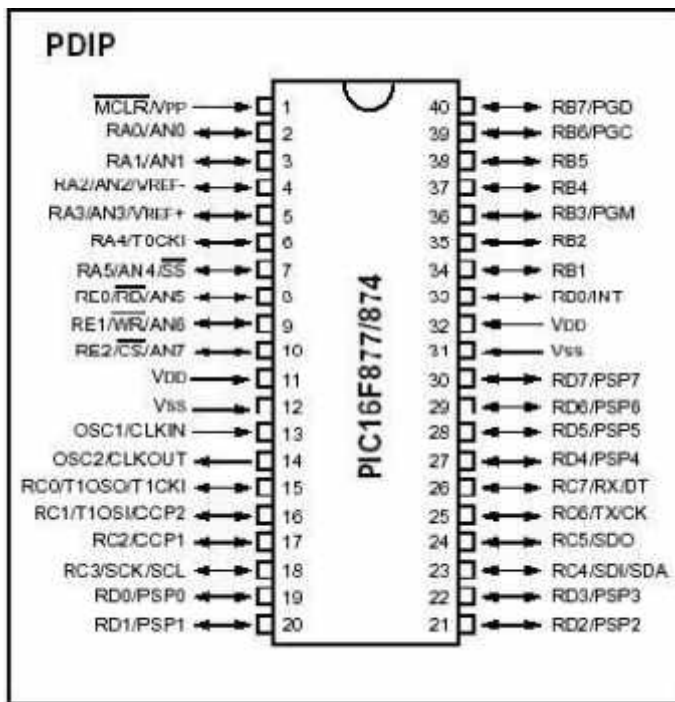 PDIP
MCLR/VPP 1 40 RB7/PGD
RA0/AN0 2 39 RB6/PGC
RA1/AN1 3 38 RB5
RA2/AN2/VREF- 4 37 RB4
RA3/AN3/VREF+ 5 36 RB3/PGM
RA4/T0CKI 6 35 RB2
RA5/AN4/SS 7 34 RB1
RE0/RD/AN5 8 33 RB0/INT
RE1/WR/AN6 9 32 VDD
RE2/CS/AN7 10 31 VSS
VDD 11 30 RD7/PSP7
VSS 12 29 RD6/PSP6
OSC1/CLKIN 13 28 RD5/PSP5
OSC2/CLKOUT 14 27 RD4/PSP4
RC0/T1OSO/T1CKI 15 26 RC7/RX/DT
RC1/T1OSI/CCP2 16 25 RC6/TX/CK
RC2/CCP1 17 24 RC5/SDO
RC3/SCK/SCL 18 23 RC4/SDI/SDA
RD0/PSP0 19 22 RD3/PSP3
RD1/PSP1 20 21 RD2/PSP2
PIC16F877/874